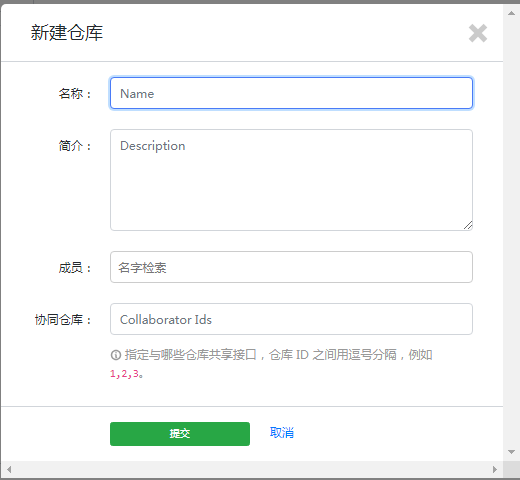 新建仓库
名称：
Name
简介：
Description
成员：
名字检索
协同仓库：
Collaborator Ids
指定与哪些仓库共享接口，仓库 ID 之间用逗号分隔，例如
1,2,3。
提交
取消